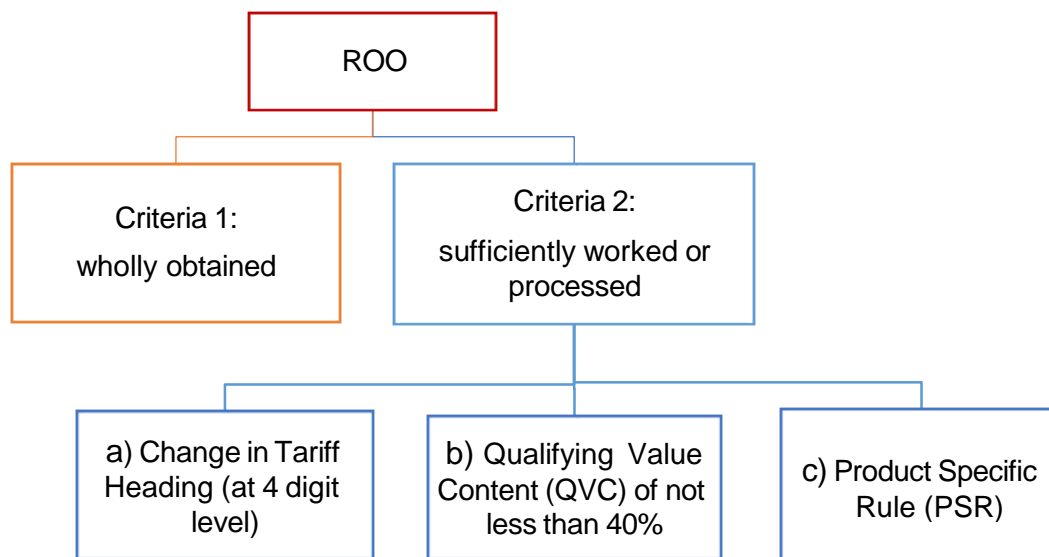 ROO
Criteria 1:
wholly obtained
Criteria 2:
sufficiently worked or
processed
a) Change in Tariff
Heading (at 4 digit
level)
b) Qualifying Value
Content (QVC) of not
less than 40%
c) Product Specific
Rule (PSR)